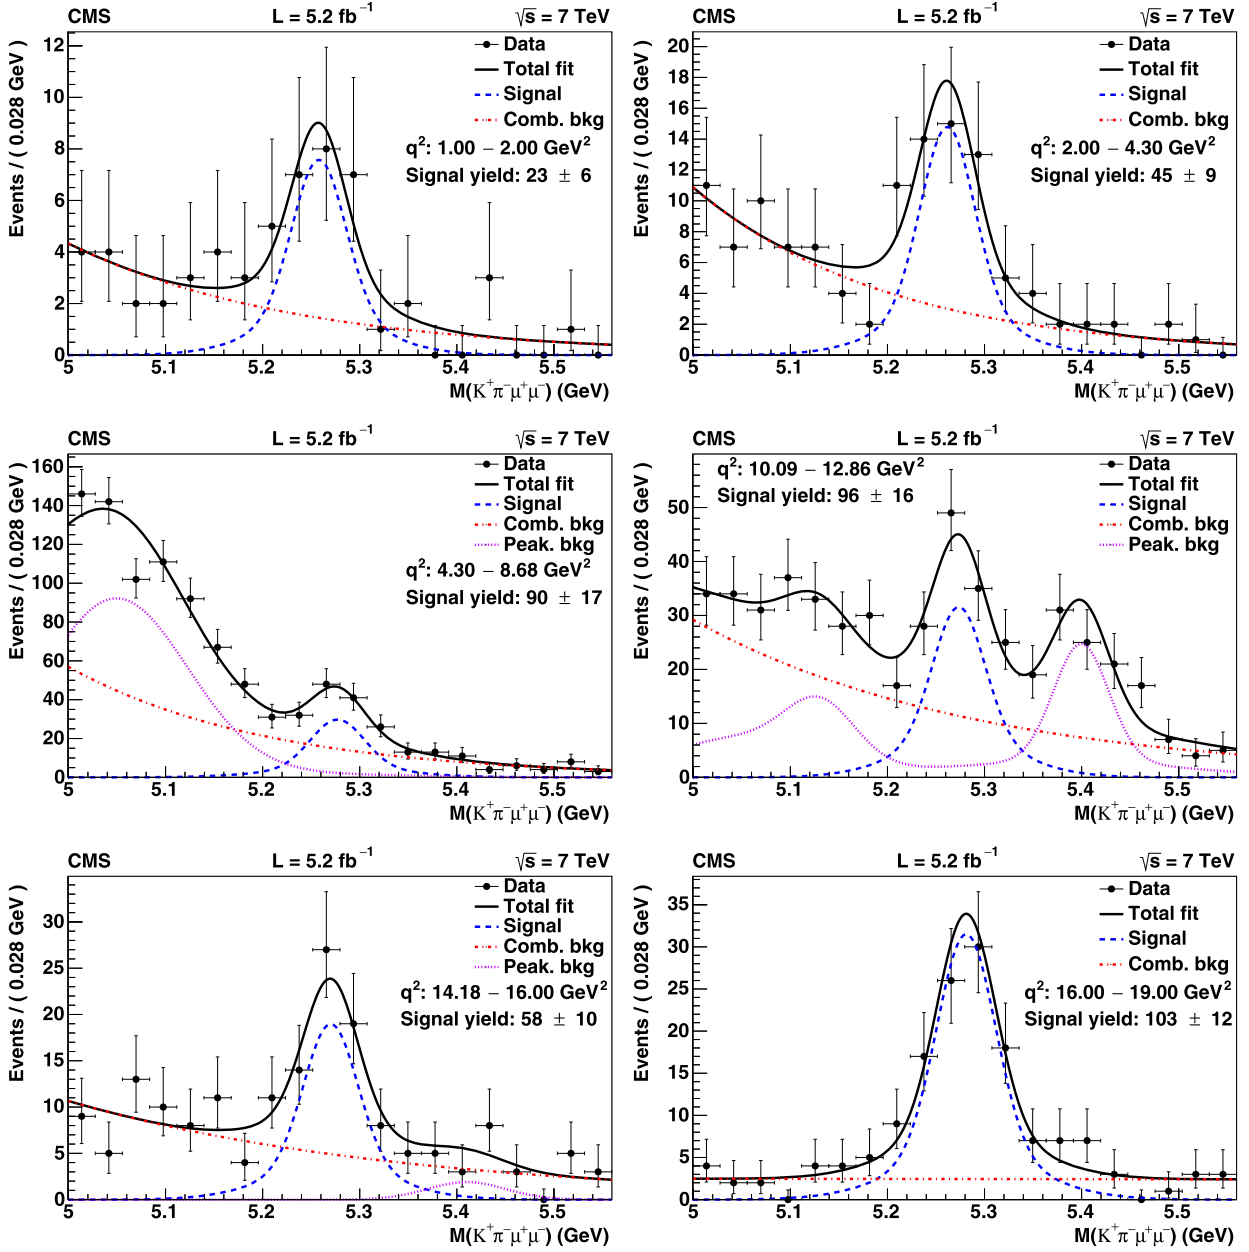 CMS L = 5.2 fb⁻¹ √s = 7 TeV
Events / ( 0.028 GeV )
12
10
8
6
4
2
0
Data
Total fit
Signal
Comb. bkg
q²: 1.00 − 2.00 GeV²
Signal yield: 23 ± 6
5 5.1 5.2 5.3 5.4 5.5
M(K⁺π⁻μ⁺μ⁻) (GeV)
CMS L = 5.2 fb⁻¹ √s = 7 TeV
Events / ( 0.028 GeV )
20
18
16
14
12
10
8
6
4
2
0
Data
Total fit
Signal
Comb. bkg
q²: 2.00 − 4.30 GeV²
Signal yield: 45 ± 9
5 5.1 5.2 5.3 5.4 5.5
M(K⁺π⁻μ⁺μ⁻) (GeV)
CMS L = 5.2 fb⁻¹ √s = 7 TeV
Events / ( 0.028 GeV )
160
140
120
100
80
60
40
20
0
Data
Total fit
Signal
Comb. bkg
Peak. bkg
q²: 4.30 − 8.68 GeV²
Signal yield: 90 ± 17
5 5.1 5.2 5.3 5.4 5.5
M(K⁺π⁻μ⁺μ⁻) (GeV)
CMS L = 5.2 fb⁻¹ √s = 7 TeV
Events / ( 0.028 GeV )
50
40
30
20
10
0
q²: 10.09 − 12.86 GeV²
Signal yield: 96 ± 16
Data
Total fit
Signal
Comb. bkg
Peak. bkg
5 5.1 5.2 5.3 5.4 5.5
M(K⁺π⁻μ⁺μ⁻) (GeV)
CMS L = 5.2 fb⁻¹ √s = 7 TeV
Events / ( 0.028 GeV )
30
25
20
15
10
5
0
Data
Total fit
Signal
Comb. bkg
Peak. bkg
q²: 14.18 − 16.00 GeV²
Signal yield: 58 ± 10
5 5.1 5.2 5.3 5.4 5.5
M(K⁺π⁻μ⁺μ⁻) (GeV)
CMS L = 5.2 fb⁻¹ √s = 7 TeV
Events / ( 0.028 GeV )
35
30
25
20
15
10
5
0
Data
Total fit
Signal
Comb. bkg
q²: 16.00 − 19.00 GeV²
Signal yield: 103 ± 12
5 5.1 5.2 5.3 5.4 5.5
M(K⁺π⁻μ⁺μ⁻) (GeV)